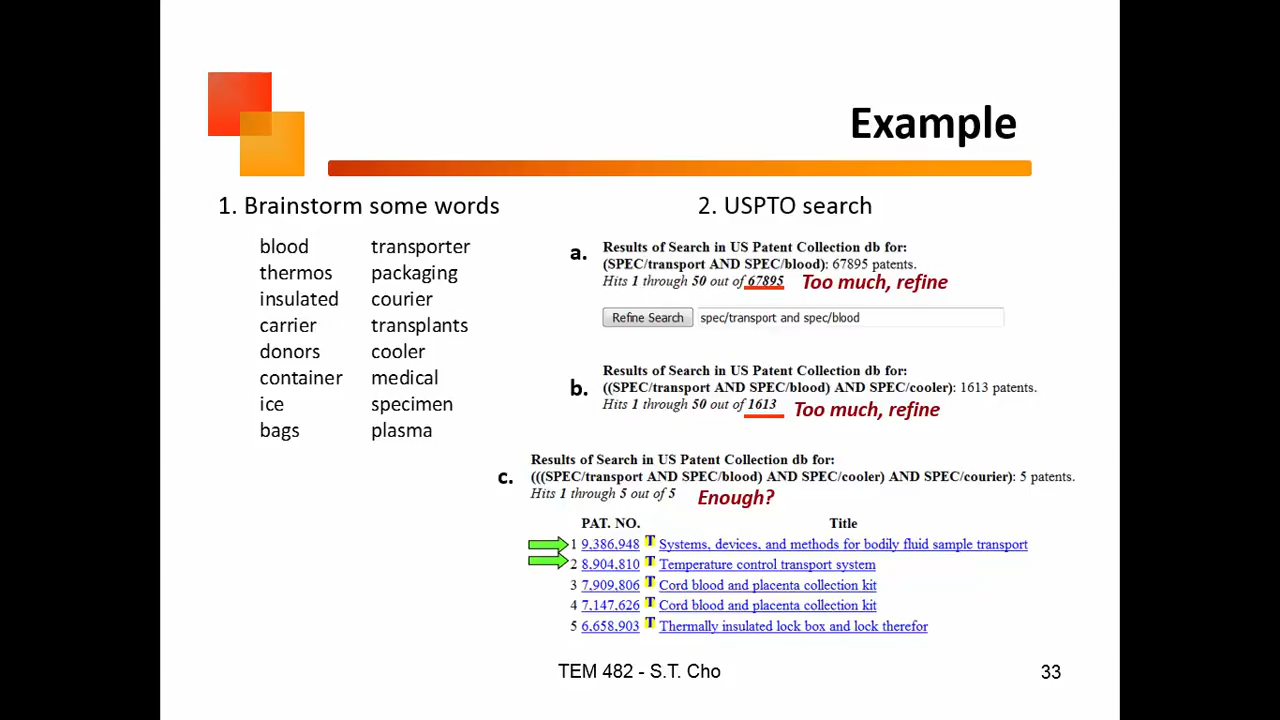 Example
1. Brainstorm some words
blood
thermos
insulated
carrier
donors
container
ice
bags
transporter
packaging
courier
transplants
cooler
medical
specimen
plasma
2. USPTO search
a.
Results of Search in US Patent Collection db for:
(SPEC/transport AND SPEC/blood): 67895 patents.
Hits 1 through 50 out of 67895 Too much, refine
Refine Search spec/transport and spec/blood
b.
Results of Search in US Patent Collection db for:
((SPEC/transport AND SPEC/blood) AND SPEC/cooler): 1613 patents.
Hits 1 through 50 out of 1613 Too much, refine
c.
Results of Search in US Patent Collection db for:
(((SPEC/transport AND SPEC/blood) AND SPEC/cooler) AND SPEC/courier): 5 patents.
Hits 1 through 5 out of 5 Enough?
PAT. NO. Title
1 9,386,948 T Systems, devices, and methods for bodily fluid sample transport
2 8,904,810 T Temperature control transport system
3 7,909,806 T Cord blood and placenta collection kit
4 7,147,626 T Cord blood and placenta collection kit
5 6,658,903 T Thermally insulated lock box and lock therefor
TEM 482 - S.T. Cho
33